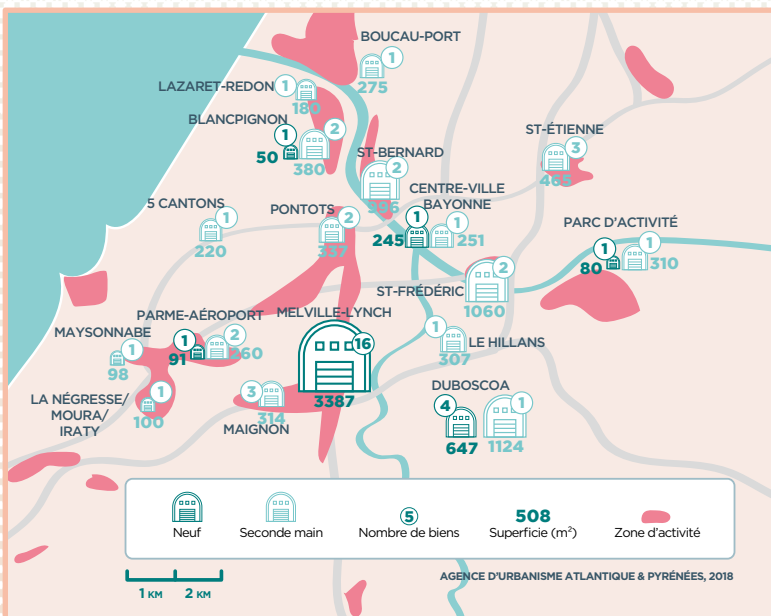 BOUCAU-PORT
1
275
LAZARET-REDON
1
180
BLANCPIGNON
1
50
2
380
ST-BERNARD
2
996
ST-ÉTIENNE
3
465
5 CANTONS
1
220
PONTOTS
2
337
CENTRE-VILLE
BAYONNE
1
245
1
251
PARC D'ACTIVITÉ
1
80
1
310
ST-FRÉDÉRIC
2
1060
PARME-AÉROPORT
1
91
2
260
MELVILLE-LYNCH
16
3387
MAYSONNABE
1
98
1
LE HILLANS
307
LA NÉGRESSE/
MOURA/
IRATY
1
100
3
314
MAIGNON
DUBOSCOA
4
647
1
1124
Neuf
Seconde main
5
Nombre de biens
508
Superficie (m²)
Zone d'activité
1 KM
2 KM
AGENCE D'URBANISME ATLANTIQUE & PYRÉNÉES, 2018